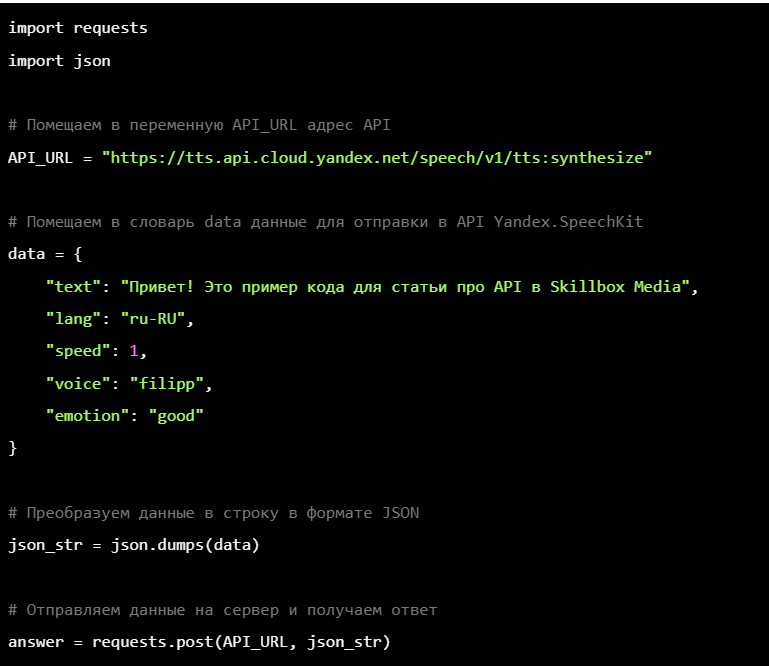 import requests
import json
# Помещаем в переменную API_URL адрес API
API_URL = "https://tts.api.cloud.yandex.net/speech/v1/tts:synthesize"
# Помещаем в словарь data данные для отправки в API Yandex.SpeechKit
data = {
    "text": "Привет! Это пример кода для статьи про API в Skillbox Media",
    "lang": "ru-RU",
    "speed": 1,
    "voice": "filipp",
    "emotion": "good"
}
# Преобразуем данные в строку в формате JSON
json_str = json.dumps(data)
# Отправляем данные на сервер и получаем ответ
answer = requests.post(API_URL, json_str)